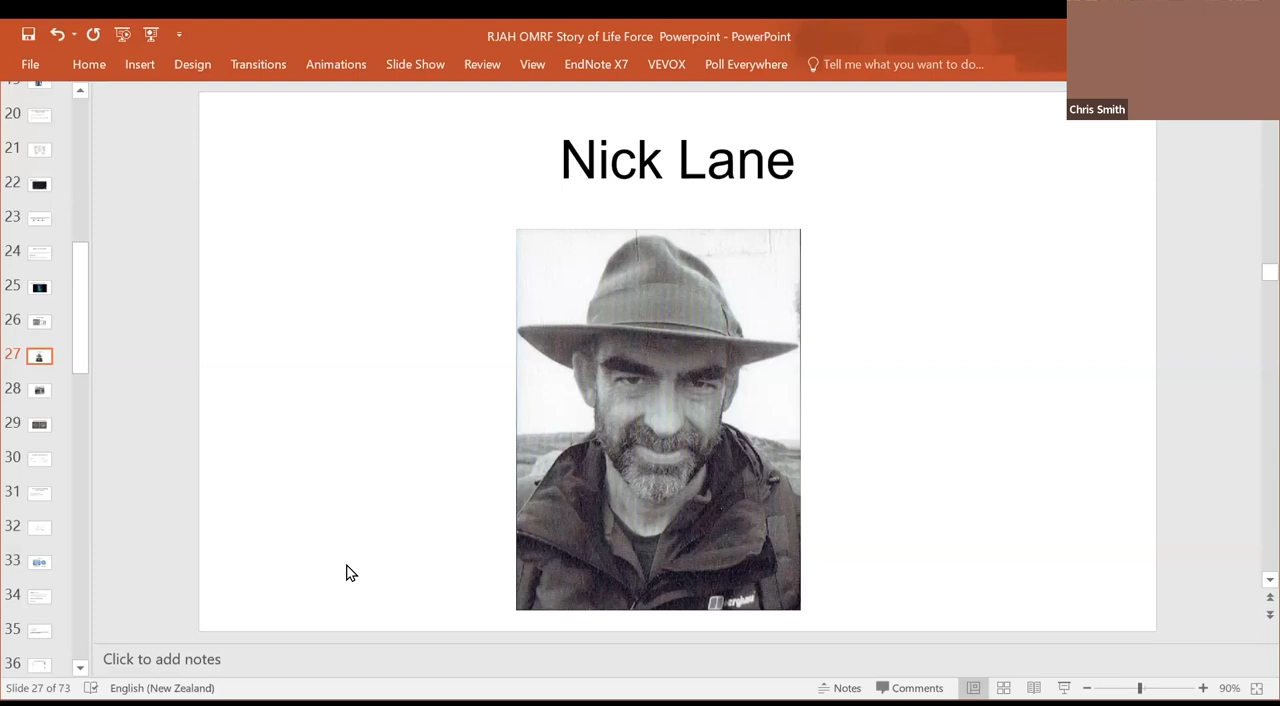 RJAH OMRF Story of Life Force Powerpoint - PowerPoint
File Home Insert Design Transitions Animations Slide Show Review View EndNote X7 VEVOX Poll Everywhere Tell me what you want to do...
Chris Smith
20
21
22
23
24
25
26
27
28
29
30
31
32
33
34
35
36
Nick Lane
Click to add notes
Slide 27 of 73 English (New Zealand) Notes Comments 90%